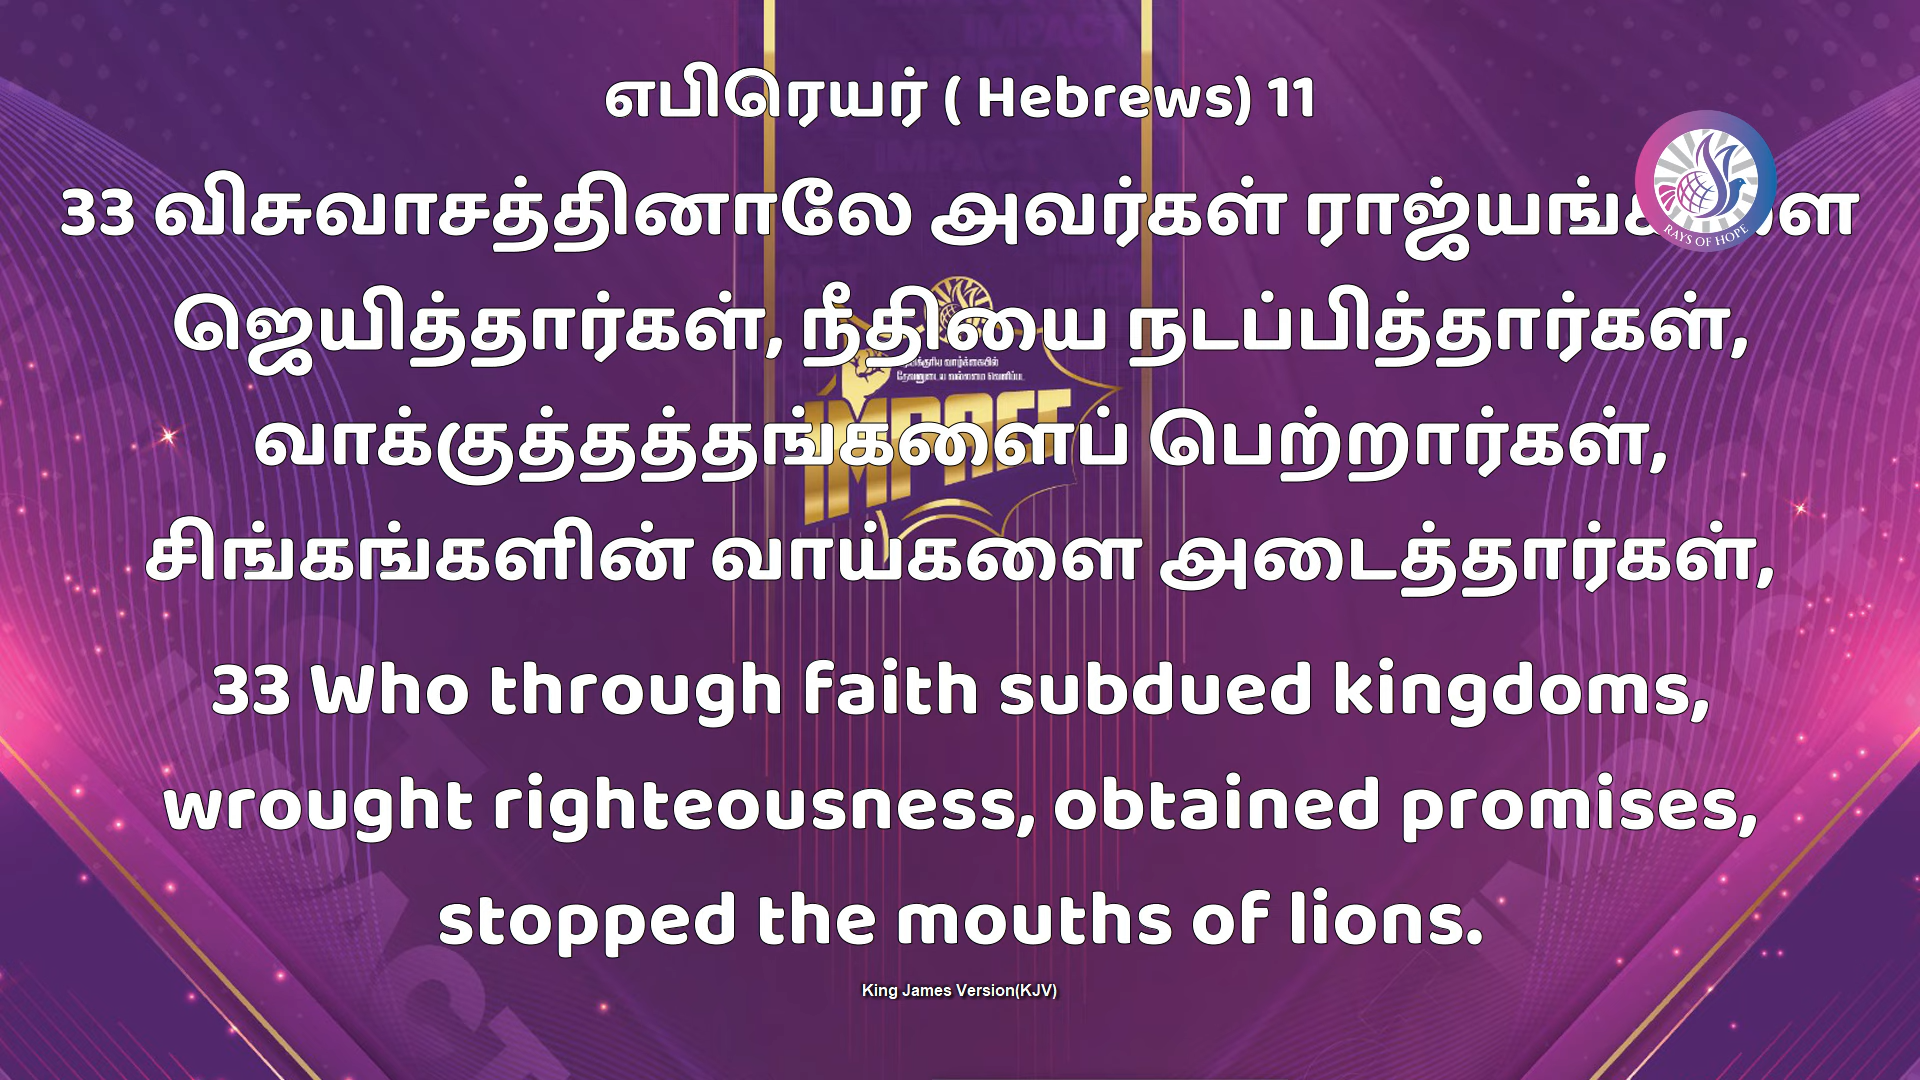 எபிரெயர் ( Hebrews) 11
33 விசுவாசத்தினாலே அவர்கள்
RAYS OF HOPE
ஜெயித்தார்கள், நீதியை நடப்பித்தார்கள்,
வாக்குத்தத்தங்களைப் பெற்றார்கள்,
IMPACT
சிங்கங்களின் வாய்களை அடைத்தார்கள்,
33 Who through faith subdued kingdoms,
wrought righteousness, obtained promises,
stopped the mouths of lions.
King James Version(KJV)